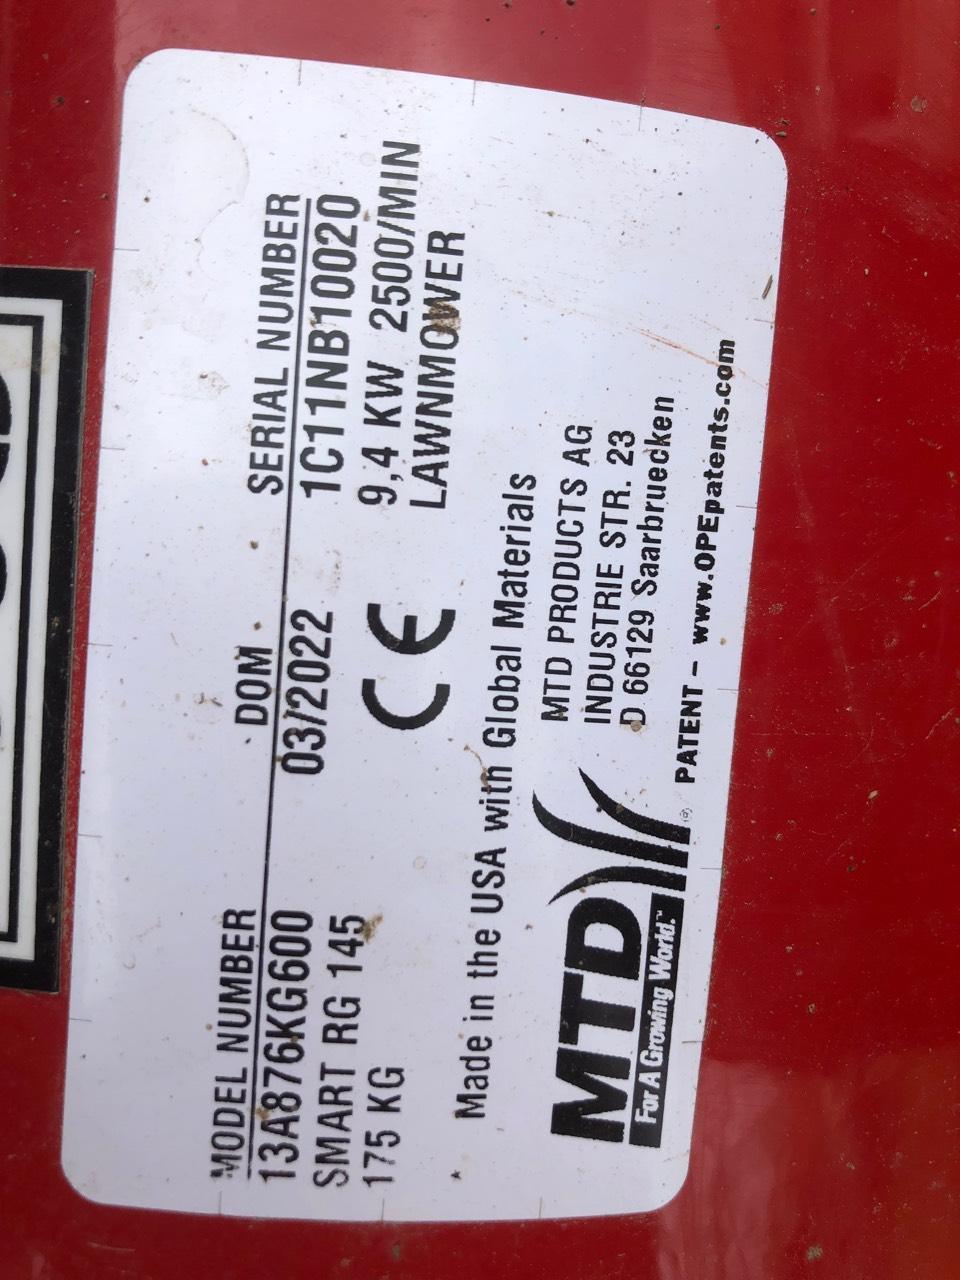 MODEL NUMBER DOM SERIAL NUMBER
13A876KG600 03/2022 1C11NB10020
SMART RG 145 9,4 KW 2500/MIN
175 KG CE LAWNMOWER
Made in the USA with Global Materials
MTD PRODUCTS AG
INDUSTRIE STR. 23
D 66129 Saarbruecken
MTD
For A Growing World.™
® PATENT – www.OPEpatents.com